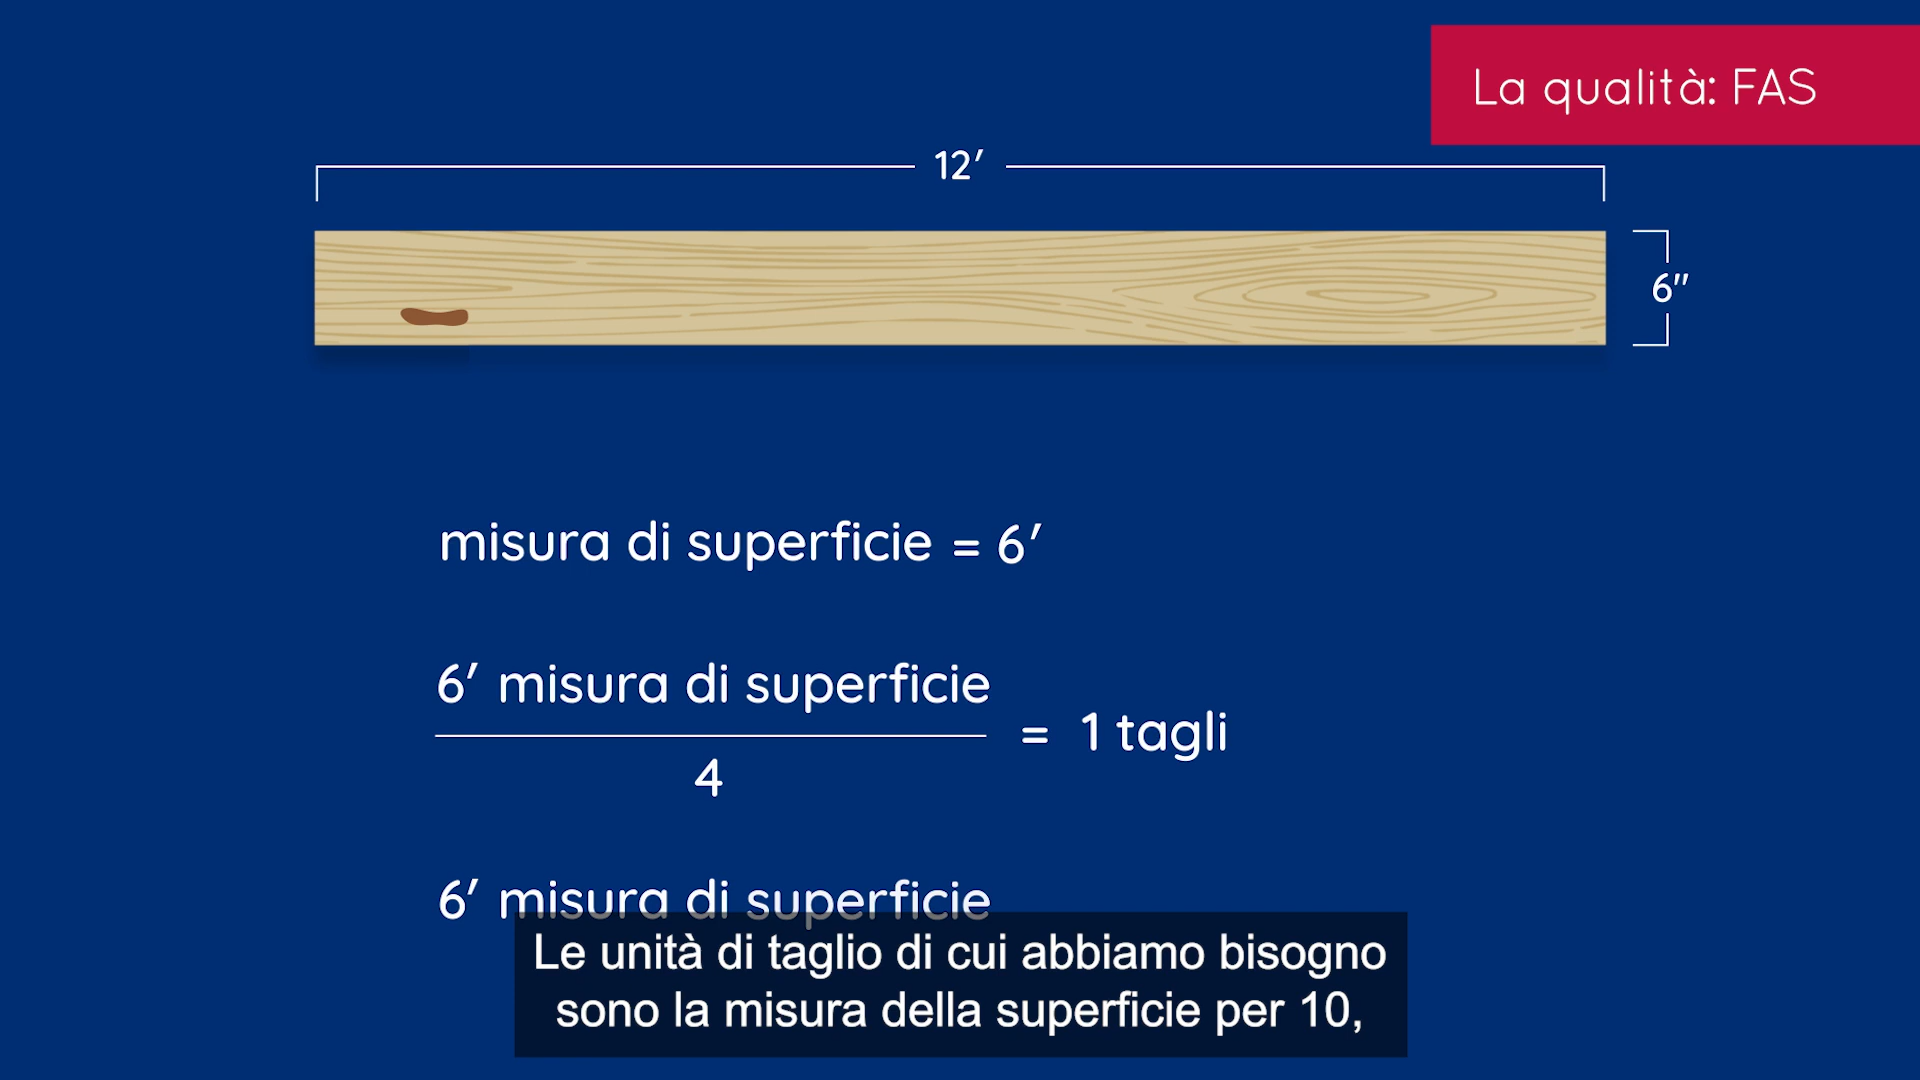 La qualità: FAS
12′
6″
misura di superficie = 6′
6′ misura di superficie
= 1 tagli
4
6′ misura di superficie
Le unità di taglio di cui abbiamo bisogno
sono la misura della superficie per 10,